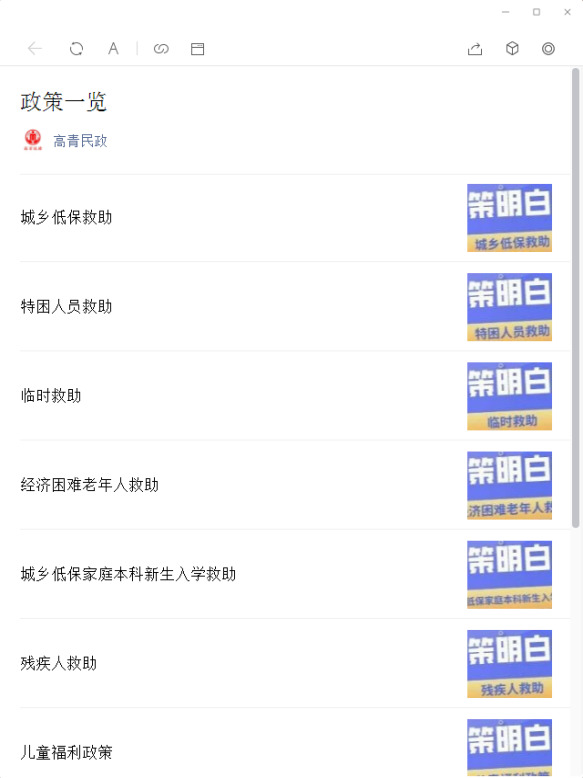 A
政策一览
高青民政
城乡低保救助
策明白
城乡低保救助
特困人员救助
策明白
特困人员救助
临时救助
策明白
临时救助
经济困难老年人救助
策明白
济困难老年人救
城乡低保家庭本科新生入学救助
策明白
低保家庭本科新生入学
残疾人救助
策明白
残疾人救助
儿童福利政策
策明白